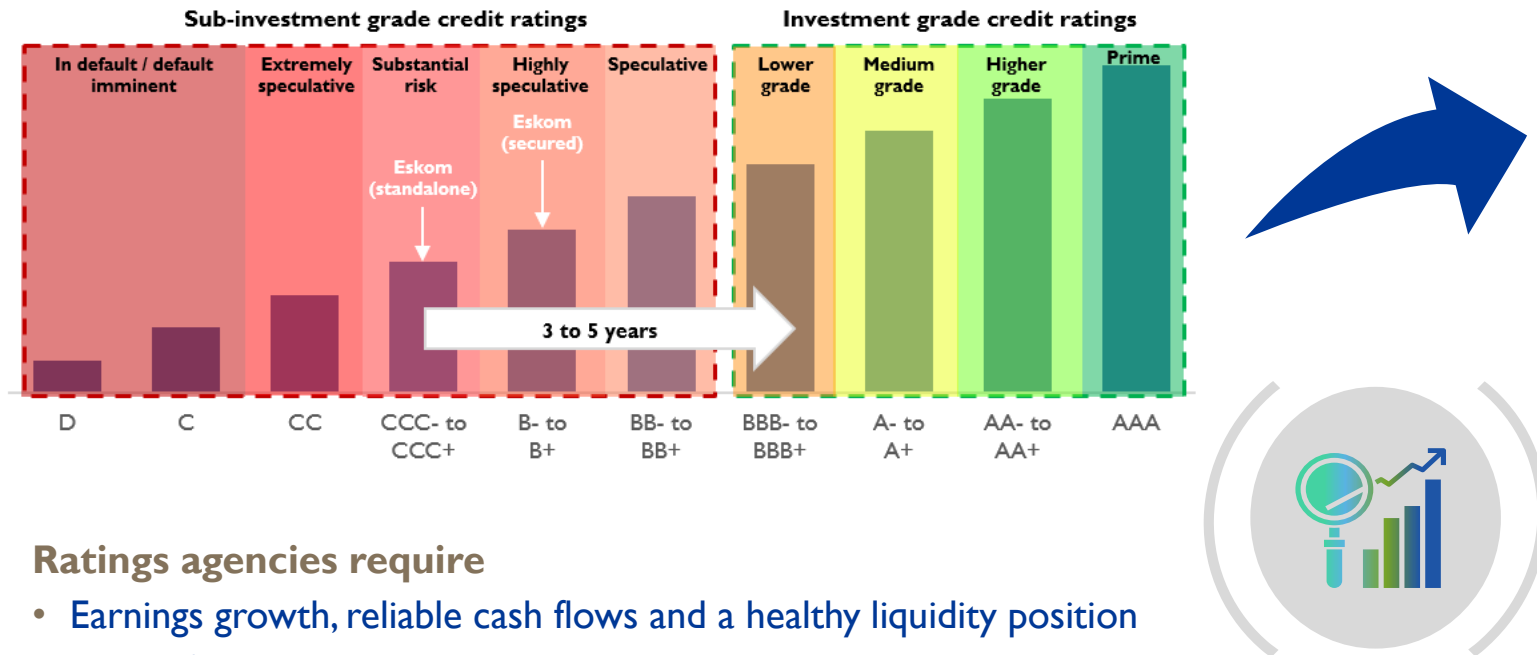 Sub-investment grade credit ratings
Investment grade credit ratings
In default / default
imminent
Extremely
speculative
Substantial
risk
Highly
speculative
Speculative
Lower
grade
Medium
grade
Higher
grade
Prime
Eskom
(standalone)
Eskom
(secured)
3 to 5 years
D
C
CC
CCC- to
CCC+
B- to
B+
BB- to
BB+
BBB- to
BBB+
A- to
A+
AA- to
AA+
AAA
Ratings agencies require
• Earnings growth, reliable cash flows and a healthy liquidity position